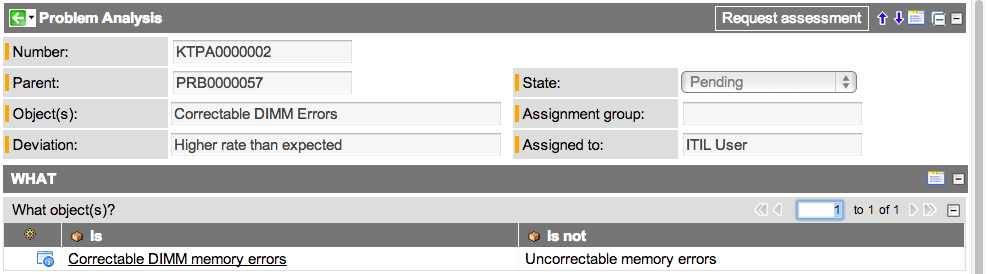 Problem Analysis Request assessment
Number: KTPA0000002
Parent: PRB0000057 State: Pending
Object(s): Correctable DIMM Errors Assignment group:
Deviation: Higher rate than expected Assigned to: ITIL User
WHAT
What object(s)? 1 to 1 of 1
Is Is not
Correctable DIMM memory errors Uncorrectable memory errors